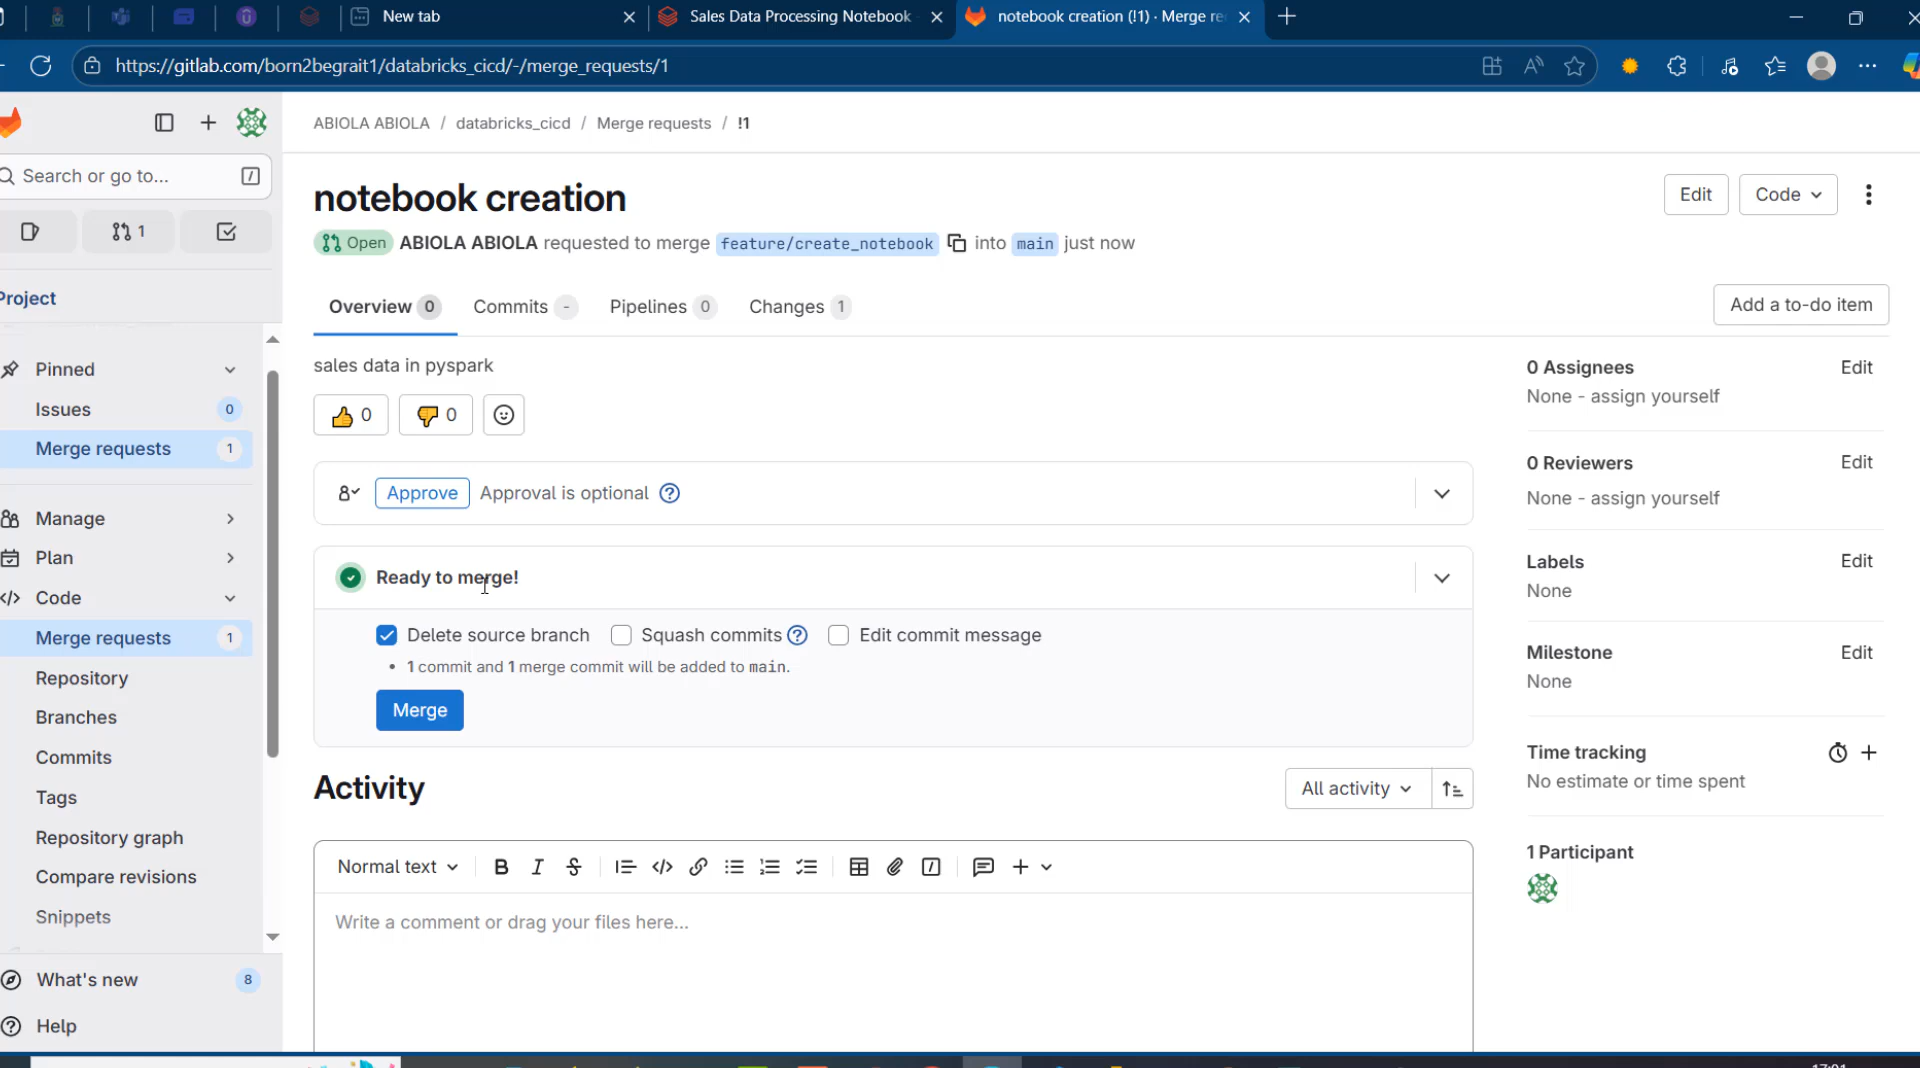 New tab
Sales Data Processing Notebook
notebook creation (!1) · Merge re
https://gitlab.com/born2begrait1/databricks_cicd/-/merge_requests/1
ABIOLA ABIOLA / databricks_cicd / Merge requests / !1
Search or go to... /
1
Project
Pinned
Issues 0
Merge requests 1
Manage
Plan
Code
Merge requests 1
Repository
Branches
Commits
Tags
Repository graph
Compare revisions
Snippets
What's new 8
Help
notebook creation
Edit Code
Open ABIOLA ABIOLA requested to merge feature/create_notebook into main just now
Overview 0 Commits - Pipelines 0 Changes 1
Add a to-do item
sales data in pyspark
👍 0 👎 0
Approve Approval is optional
Ready to merge!
Delete source branch Squash commits Edit commit message
• 1 commit and 1 merge commit will be added to main.
Merge
Activity
All activity
Normal text
Write a comment or drag your files here...
0 Assignees Edit
None - assign yourself
0 Reviewers Edit
None - assign yourself
Labels Edit
None
Milestone Edit
None
Time tracking
No estimate or time spent
1 Participant